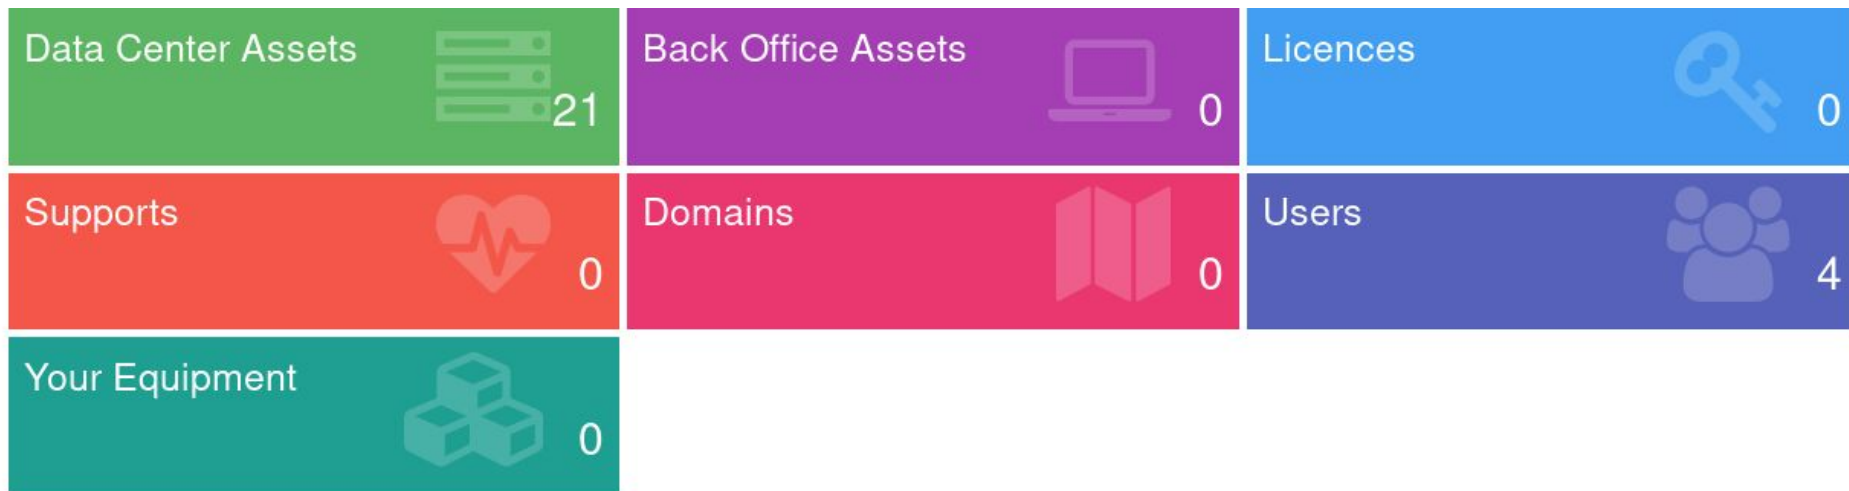 Data Center Assets
21
Back Office Assets
0
Licences
0
Supports
0
Domains
0
Users
4
Your Equipment
0